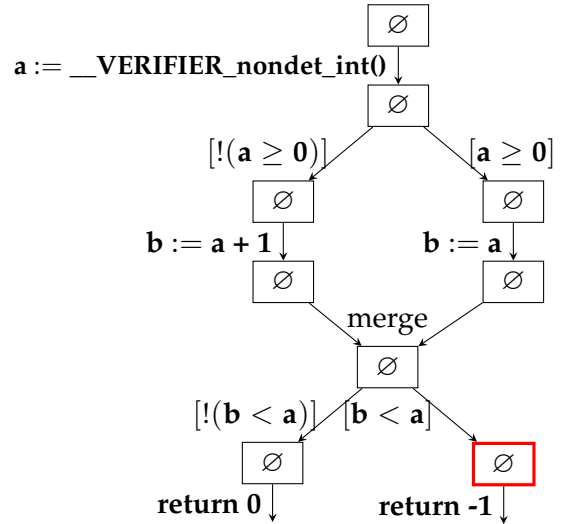 ∅
a := __VERIFIER_nondet_int()
∅
[!(a ≥ 0)] [a ≥ 0]
∅ ∅
b := a + 1 b := a
∅ ∅
merge
∅
[!(b < a)] [b < a]
∅ ∅
return 0 return -1